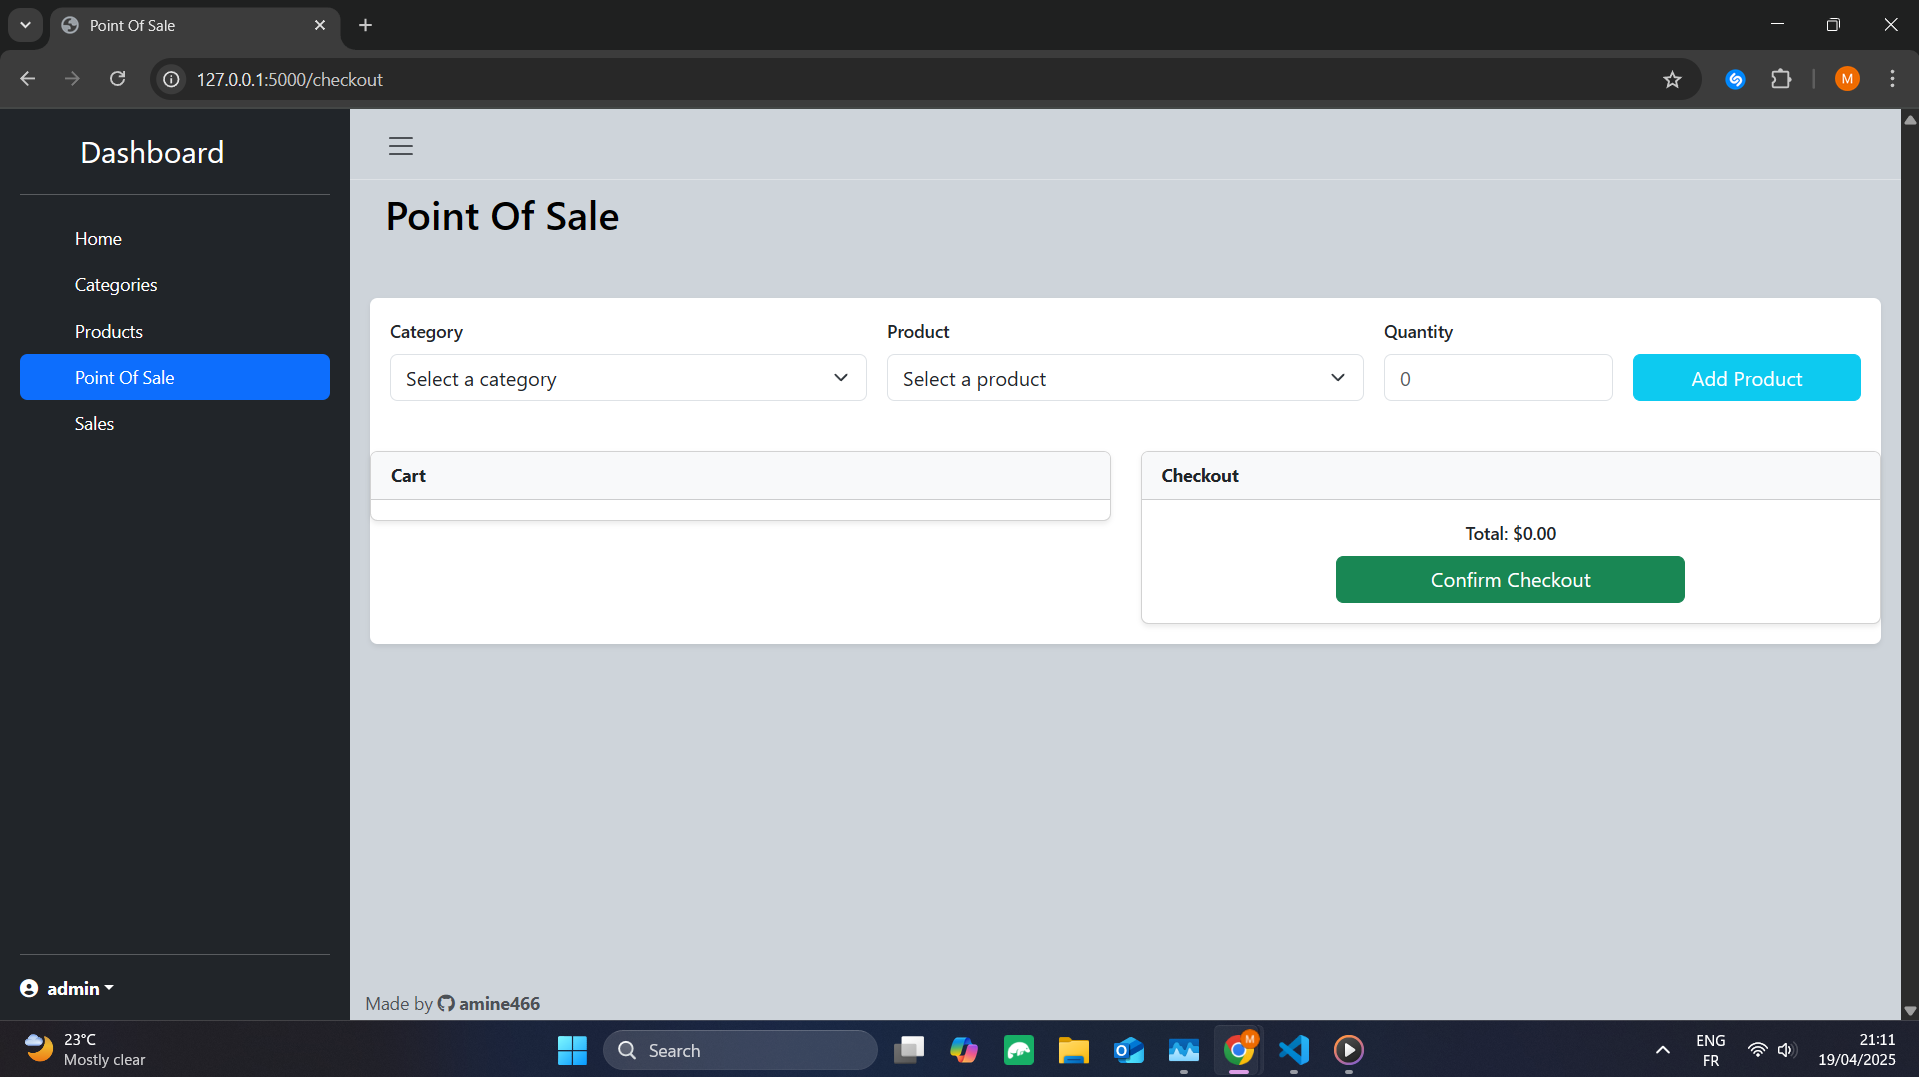 Point Of Sale
127.0.0.1:5000/checkout
M
Dashboard
Home
Categories
Products
Point Of Sale
Sales
admin
Point Of Sale
Category
Product
Quantity
Select a category
Select a product
0
Add Product
Cart
Checkout
Total: $0.00
Confirm Checkout
Made by amine466
23°C
Mostly clear
Search
O
M
ENG
FR
21:11
19/04/2025